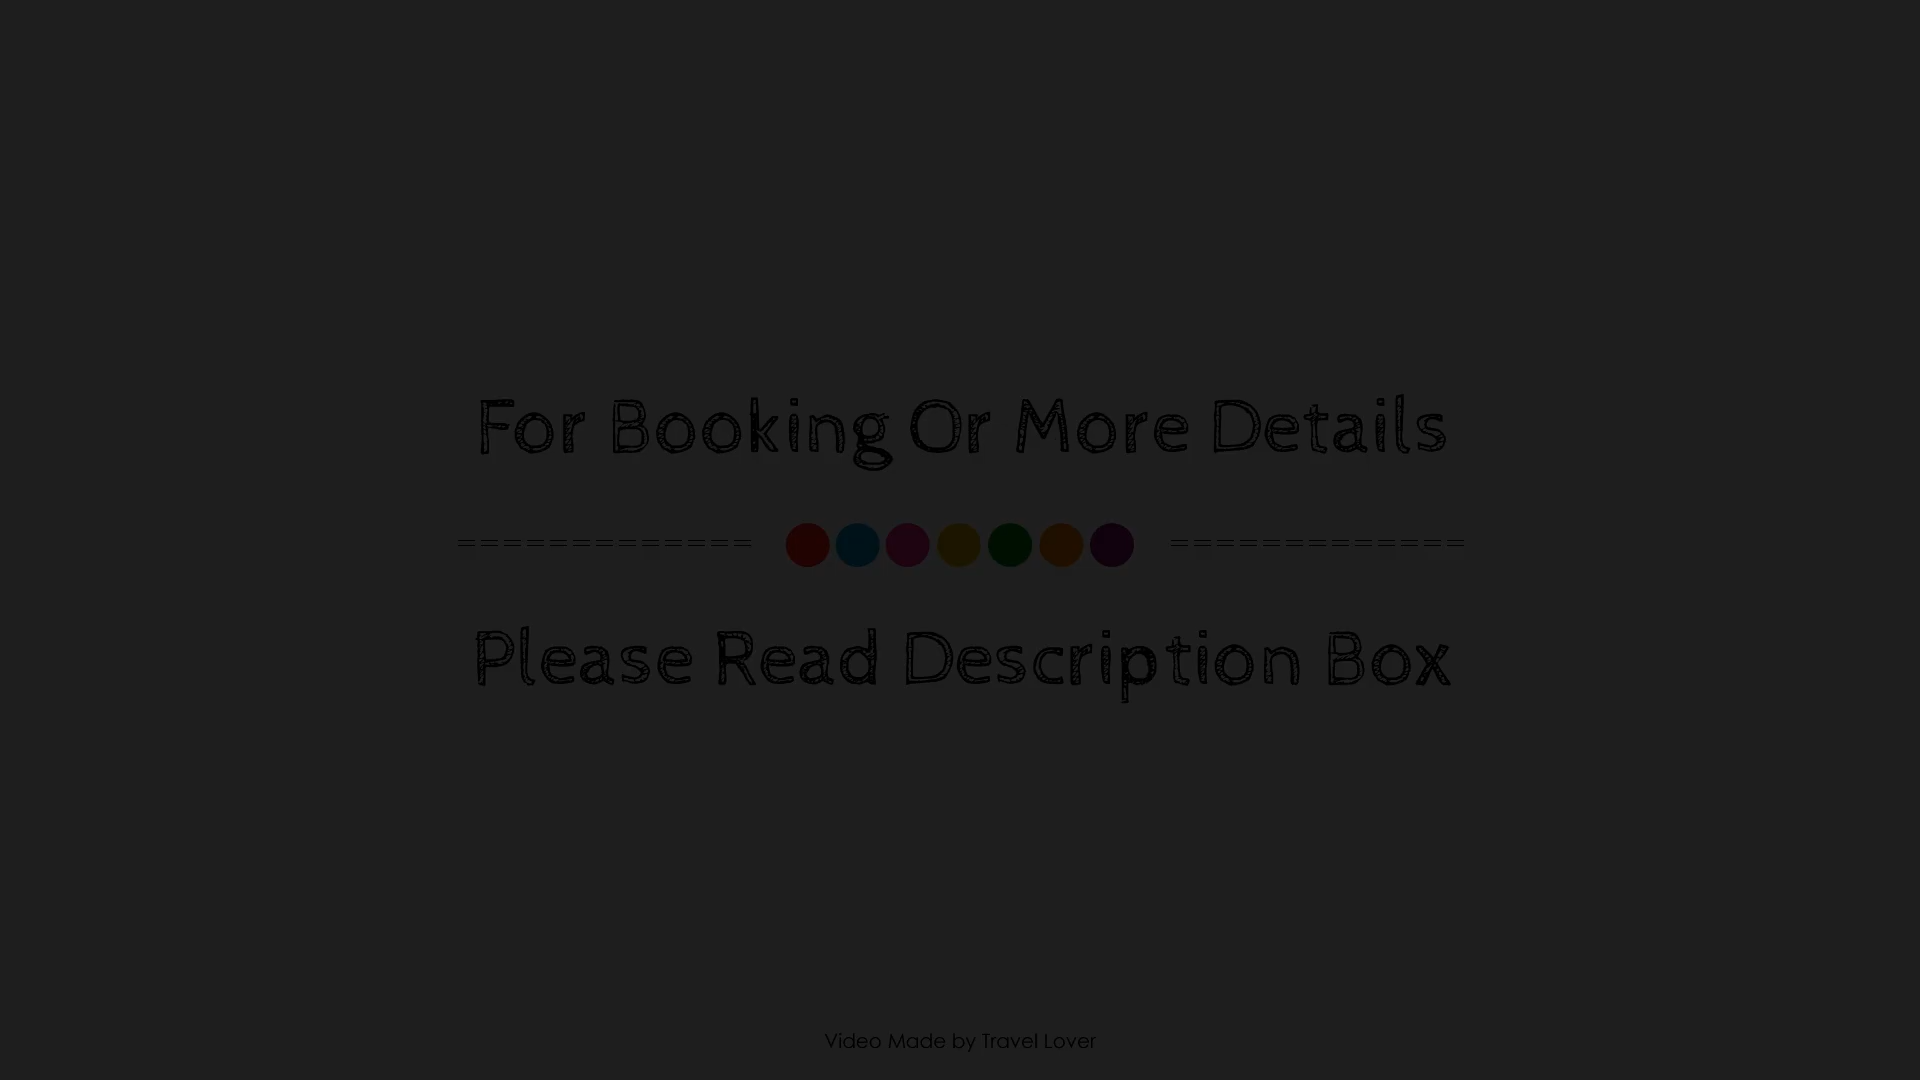 For Booking Or More Details
============= =============
Please Read Description Box
Video Made by Travel Lover